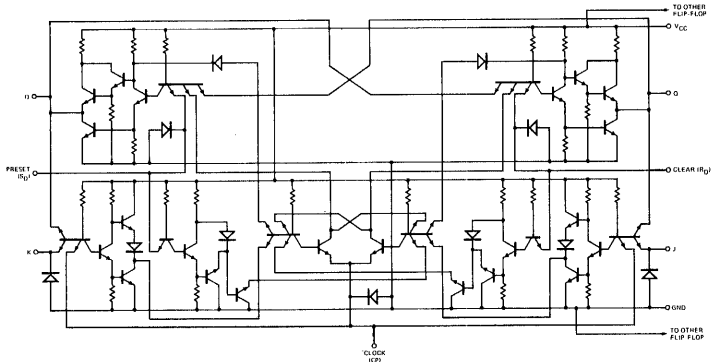 TO OTHER
FLIP-FLOP
VCC
Q
Q
PRESET
(SD)
CLEAR (RD)
K
J
GND
TO OTHER
FLIP FLOP
CLOCK
(CP)